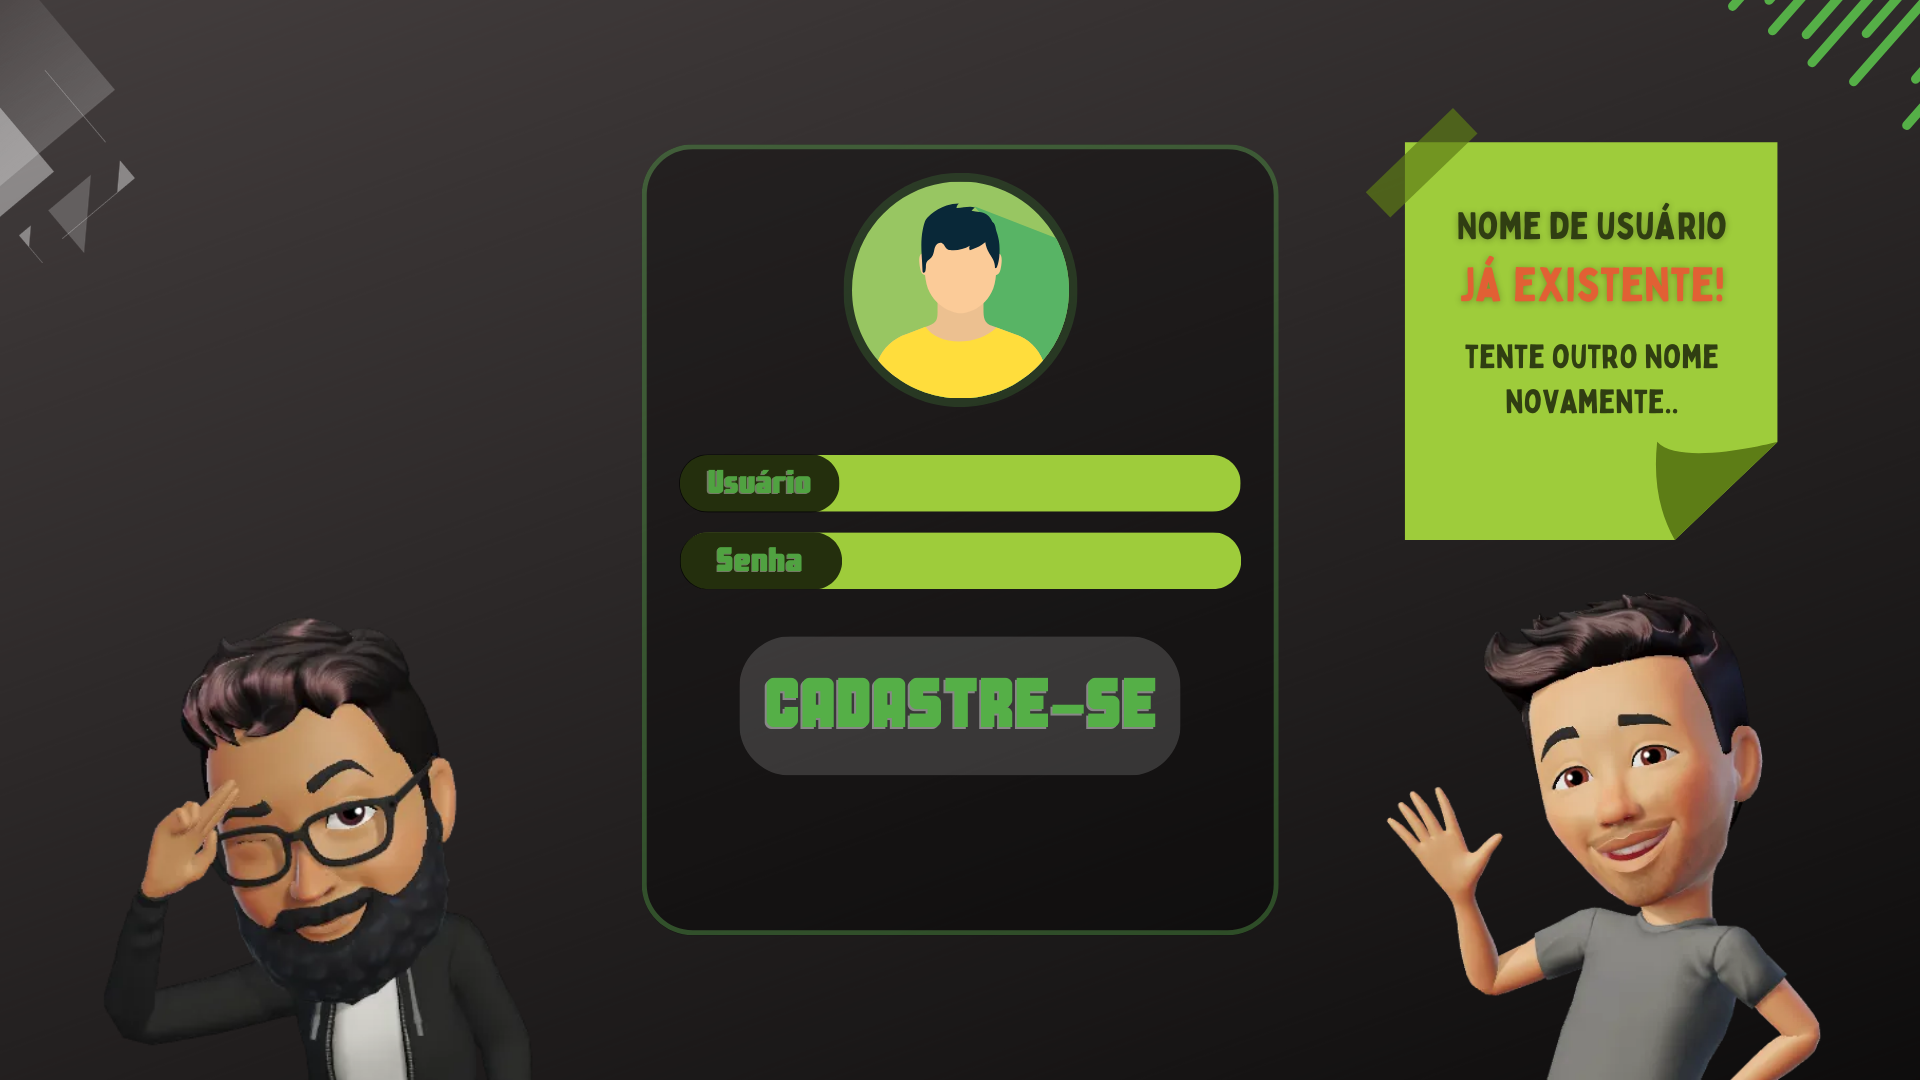 Usuário
Senha
CADASTRE-SE
NOME DE USUÁRIO
JÁ EXISTENTE!
TENTE OUTRO NOME
NOVAMENTE..